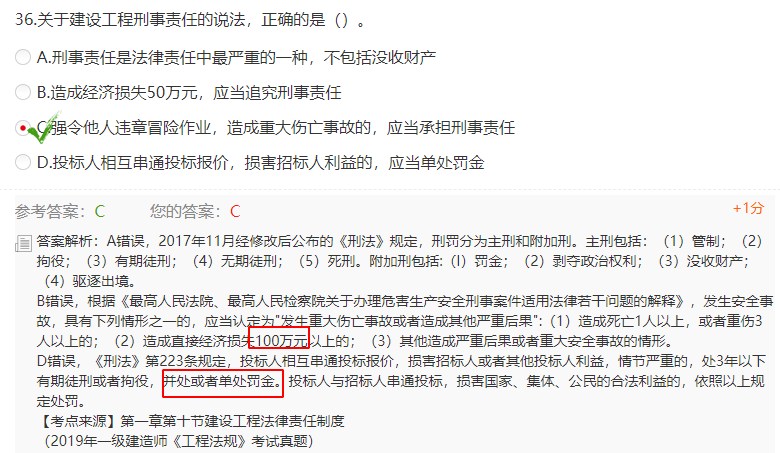 36.关于建设工程刑事责任的说法，正确的是（）。
A.刑事责任是法律责任中最严重的一种，不包括没收财产
B.造成经济损失50万元，应当追究刑事责任
C.强令他人违章冒险作业，造成重大伤亡事故的，应当承担刑事责任
D.投标人相互串通投标报价，损害招标人利益的，应当单处罚金
参考答案：C 您的答案：C +1分
答案解析：A错误，2017年11月经修改后公布的《刑法》规定，刑罚分为主刑和附加刑。主刑包括：（1）管制；（2）
拘役；（3）有期徒刑；（4）无期徒刑；（5）死刑。附加刑包括:（l）罚金；（2）剥夺政治权利；（3）没收财产；
（4）驱逐出境。
B错误，根据《最高人民法院、最高人民检察院关于办理危害生产安全刑事案件适用法律若干问题的解释》，发生安全事
故，具有下列情形之一的，应当认定为"发生重大伤亡事故或者造成其他严重后果":（1）造成死亡1人以上，或者重伤3
人以上的；（2）造成直接经济损失100万元以上的；（3）其他造成严重后果或者重大安全事故的情形。
D错误，《刑法》第223条规定，投标人相互串通投标报价，损害招标人或者其他投标人利益，情节严重的，处3年以下
有期徒刑或者拘役，并处或者单处罚金。投标人与招标人串通投标，损害国家、集体、公民的合法利益的，依照以上规
定处罚。
【考点来源】第一章第十节建设工程法律责任制度
（2019年一级建造师《工程法规》考试真题）